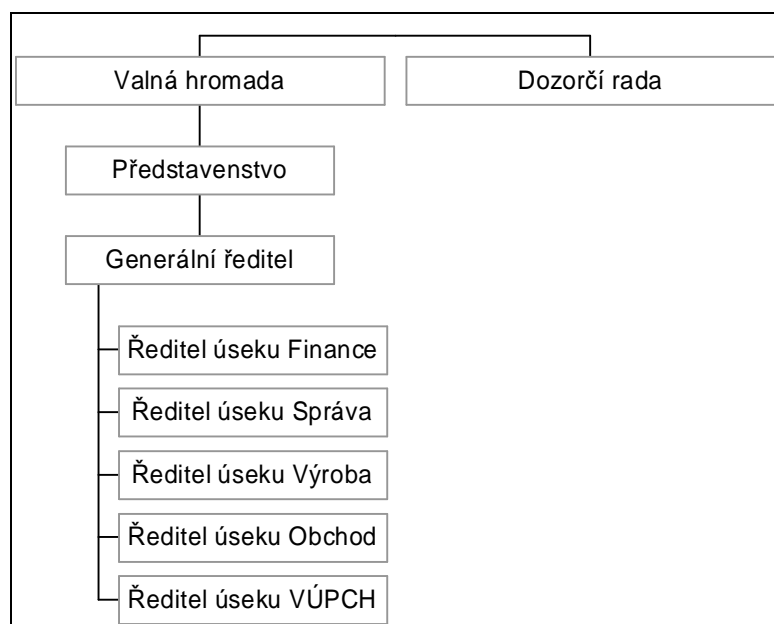 Valná hromada
Dozorčí rada
Představenstvo
Generální ředitel
Ředitel úseku Finance
Ředitel úseku Správa
Ředitel úseku Výroba
Ředitel úseku Obchod
Ředitel úseku VÚPCH